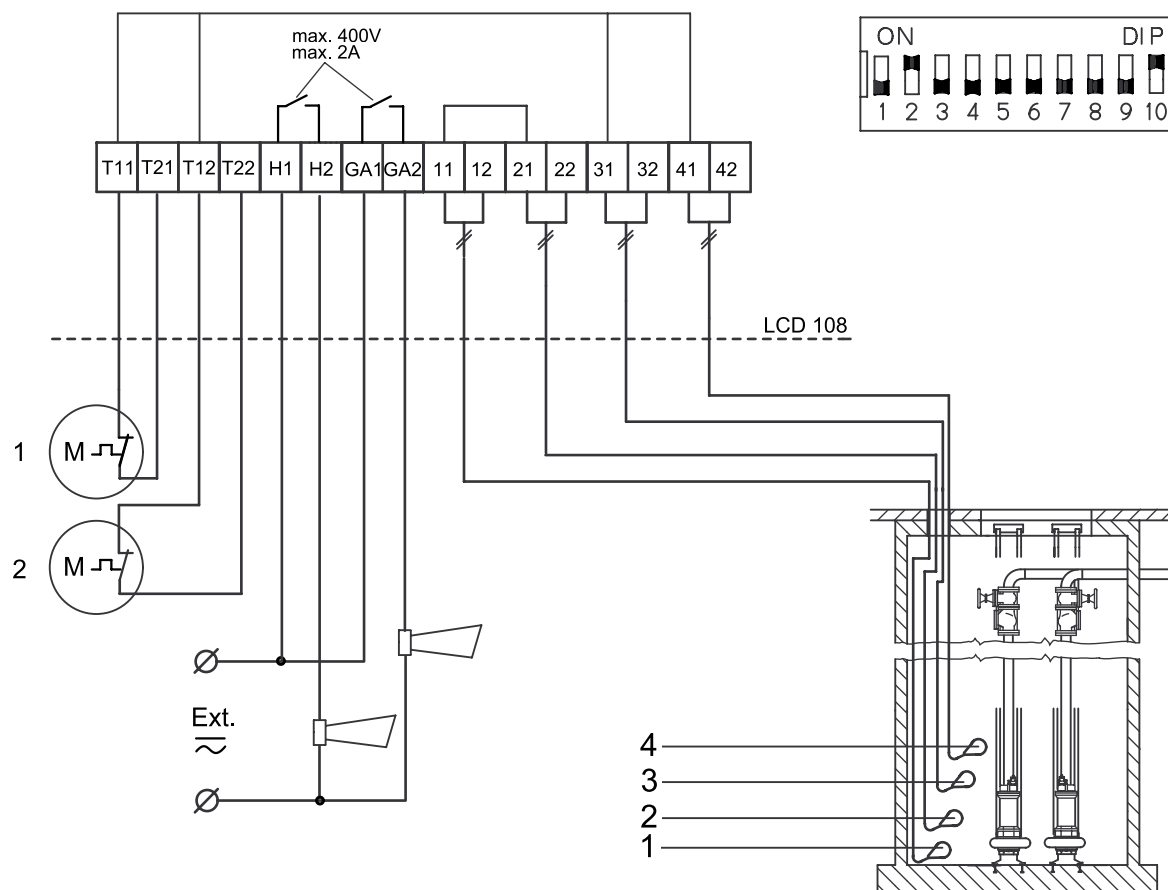 max. 400V
max. 2A
ON DIP
1 2 3 4 5 6 7 8 9 10
T11 T21 T12 T22 H1 H2 GA1 GA2 11 12 21 22 31 32 41 42
LCD 108
1 M
2 M
Ext.
4
3
2
1